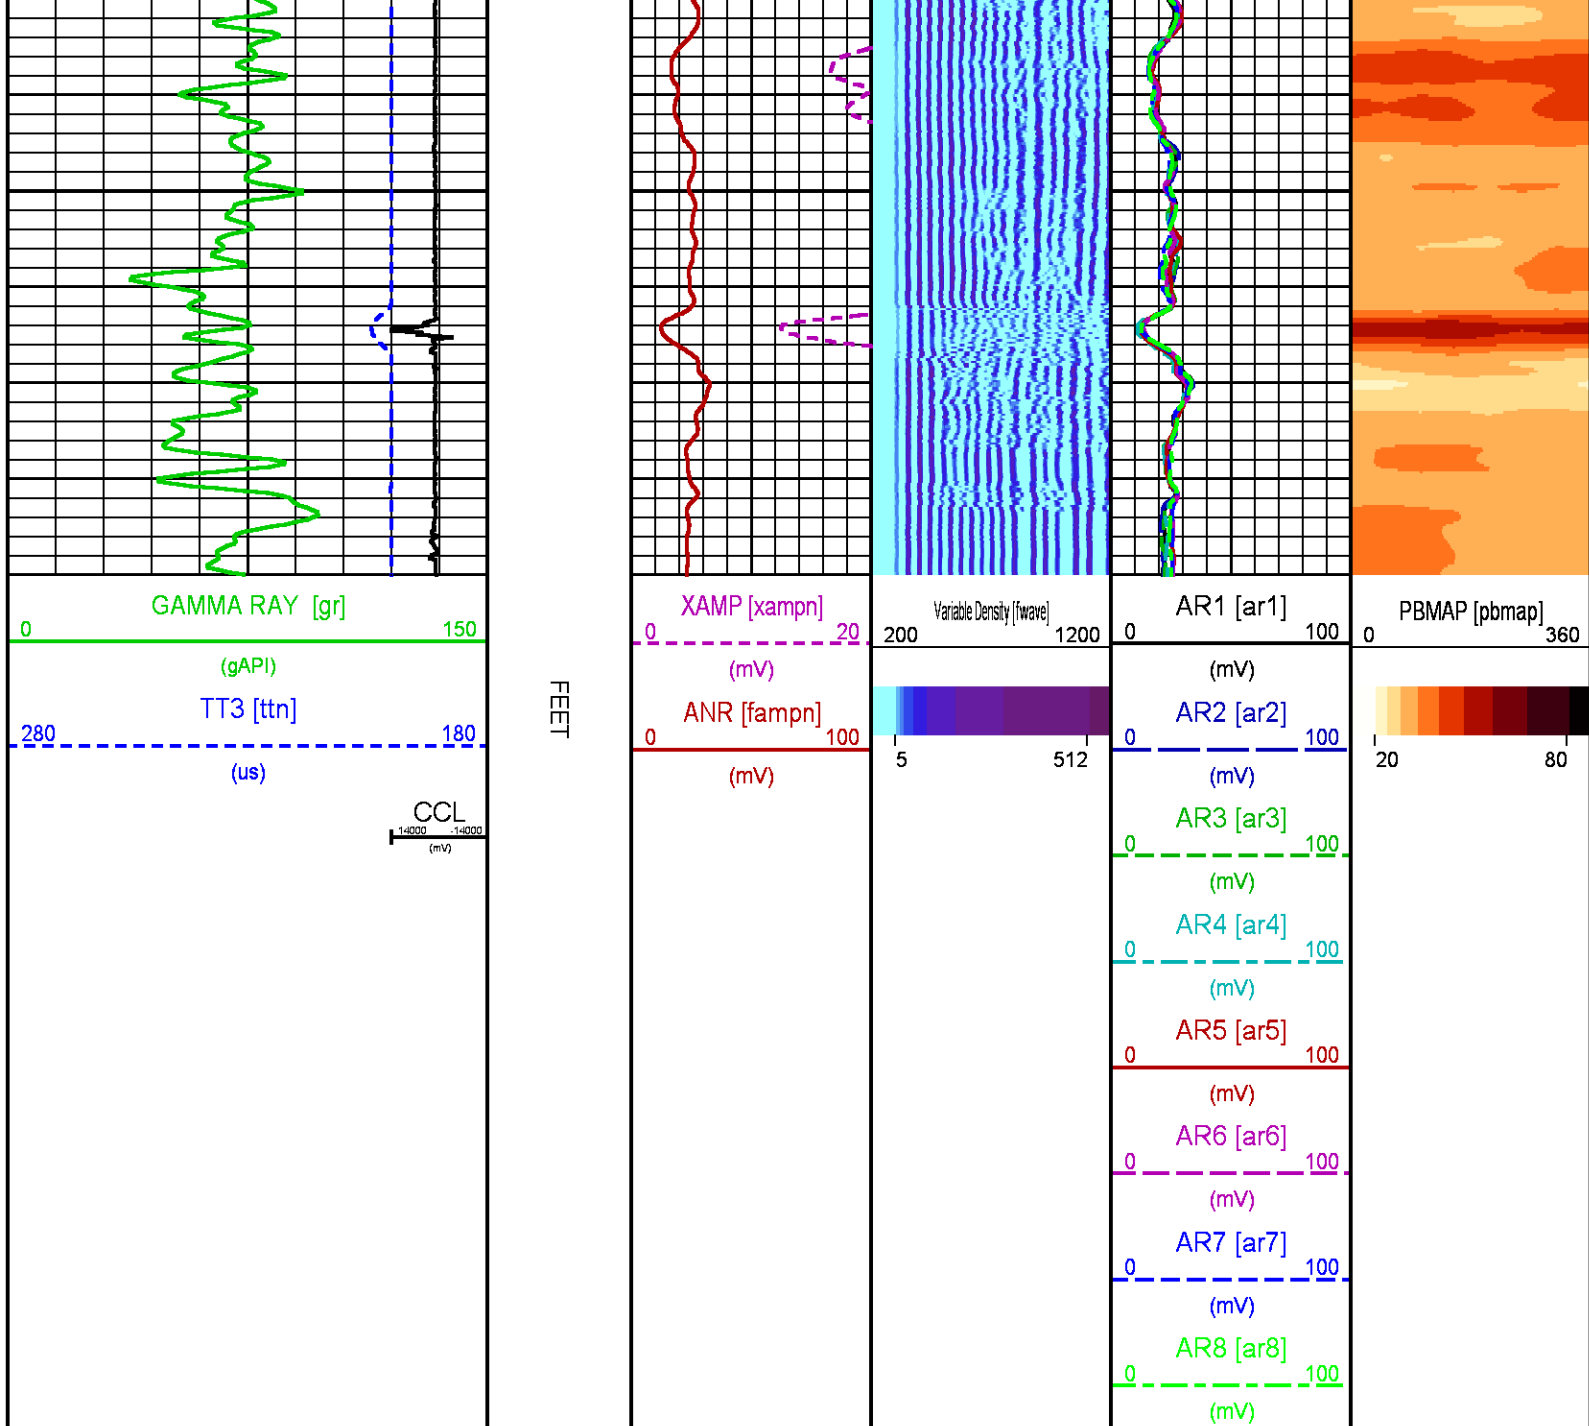 GAMMA RAY [gr]
0 150
(gAPI)
TT3 [ttn]
280 180
(us)
CCL
14000 -14000
(mV)
FEET
XAMP [xampn]
0 20
(mV)
ANR [fampn]
0 100
(mV)
Variable Density [fwave]
200 1200
5 512
AR1 [ar1]
0 100
(mV)
AR2 [ar2]
0 100
(mV)
AR3 [ar3]
0 100
(mV)
AR4 [ar4]
0 100
(mV)
AR5 [ar5]
0 100
(mV)
AR6 [ar6]
0 100
(mV)
AR7 [ar7]
0 100
(mV)
AR8 [ar8]
0 100
(mV)
PBMAP [pbmap]
0 360
20 80